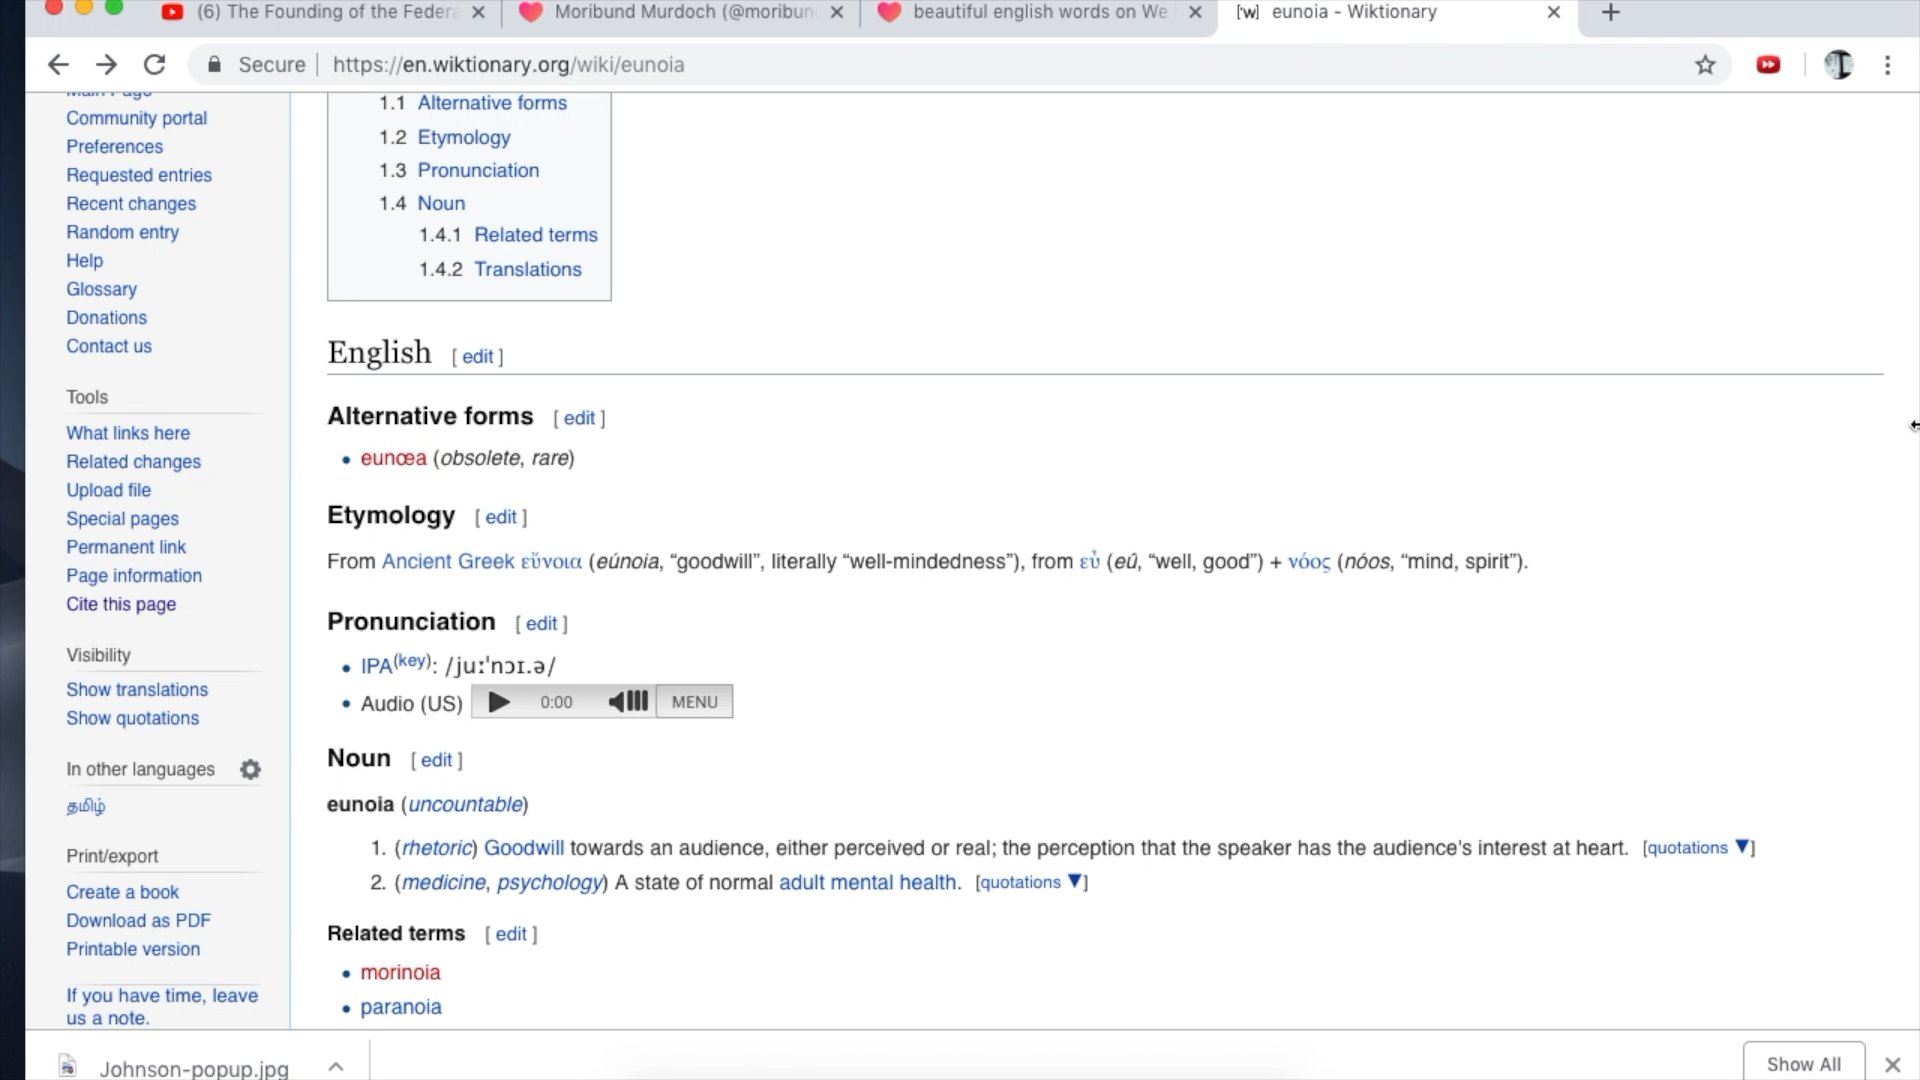 (6) The Founding of the Federa
Moribund Murdoch (@moribun
beautiful english words on We
['w] eunoia - Wiktionary
Secure
https://en.wiktionary.org/wiki/eunoia
Main Page
Community portal
Preferences
Requested entries
Recent changes
Random entry
Help
Glossary
Donations
Contact us
Tools
What links here
Related changes
Upload file
Special pages
Permanent link
Page information
Cite this page
Visibility
Show translations
Show quotations
In other languages
தமிழ்
Print/export
Create a book
Download as PDF
Printable version
If you have time, leave
us a note.
1.1 Alternative forms
1.2 Etymology
1.3 Pronunciation
1.4 Noun
1.4.1 Related terms
1.4.2 Translations
English [ edit ]
Alternative forms [ edit ]
• eunœa (obsolete, rare)
Etymology [ edit ]
From Ancient Greek εὔνοια (eúnoia, “goodwill”, literally “well-mindedness”), from εὖ (eû, “well, good”) + νόος (nóos, “mind, spirit”).
Pronunciation [ edit ]
• IPA(key): /juːˈnɔɪ.ə/
• Audio (US) 0:00 MENU
Noun [ edit ]
eunoia (uncountable)
1. (rhetoric) Goodwill towards an audience, either perceived or real; the perception that the speaker has the audience's interest at heart. [quotations ▼]
2. (medicine, psychology) A state of normal adult mental health. [quotations ▼]
Related terms [ edit ]
• morinoia
• paranoia
Johnson-popup.jpg
Show All